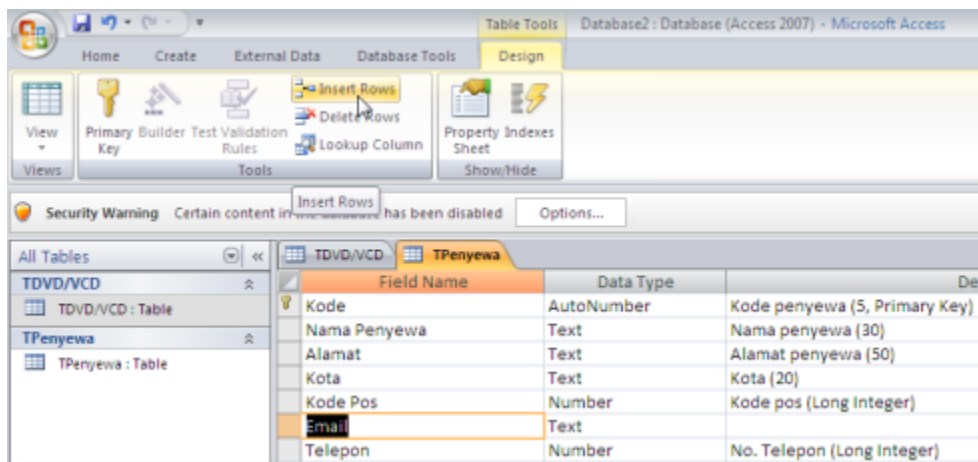 Table Tools Database2 : Database (Access 2007) - Microsoft Access
Home Create External Data Database Tools Design
View
Primary Key
Builder
Test Validation Rules
Insert Rows
Delete Rows
Lookup Column
Property Sheet
Indexes
Views Tools Show/Hide
Insert Rows
Security Warning Certain content in database has been disabled Options...
All Tables TDVD/VCD TPenyewa
TDVD/VCD Field Name Data Type De
TDVD/VCD : Table Kode AutoNumber Kode penyewa (5, Primary Key)
Nama Penyewa Text Nama penyewa (30)
TPenyewa Alamat Text Alamat penyewa (50)
TPenyewa : Table Kota Text Kota (20)
Kode Pos Number Kode pos (Long Integer)
Email Text
Telepon Number No. Telepon (Long Integer)